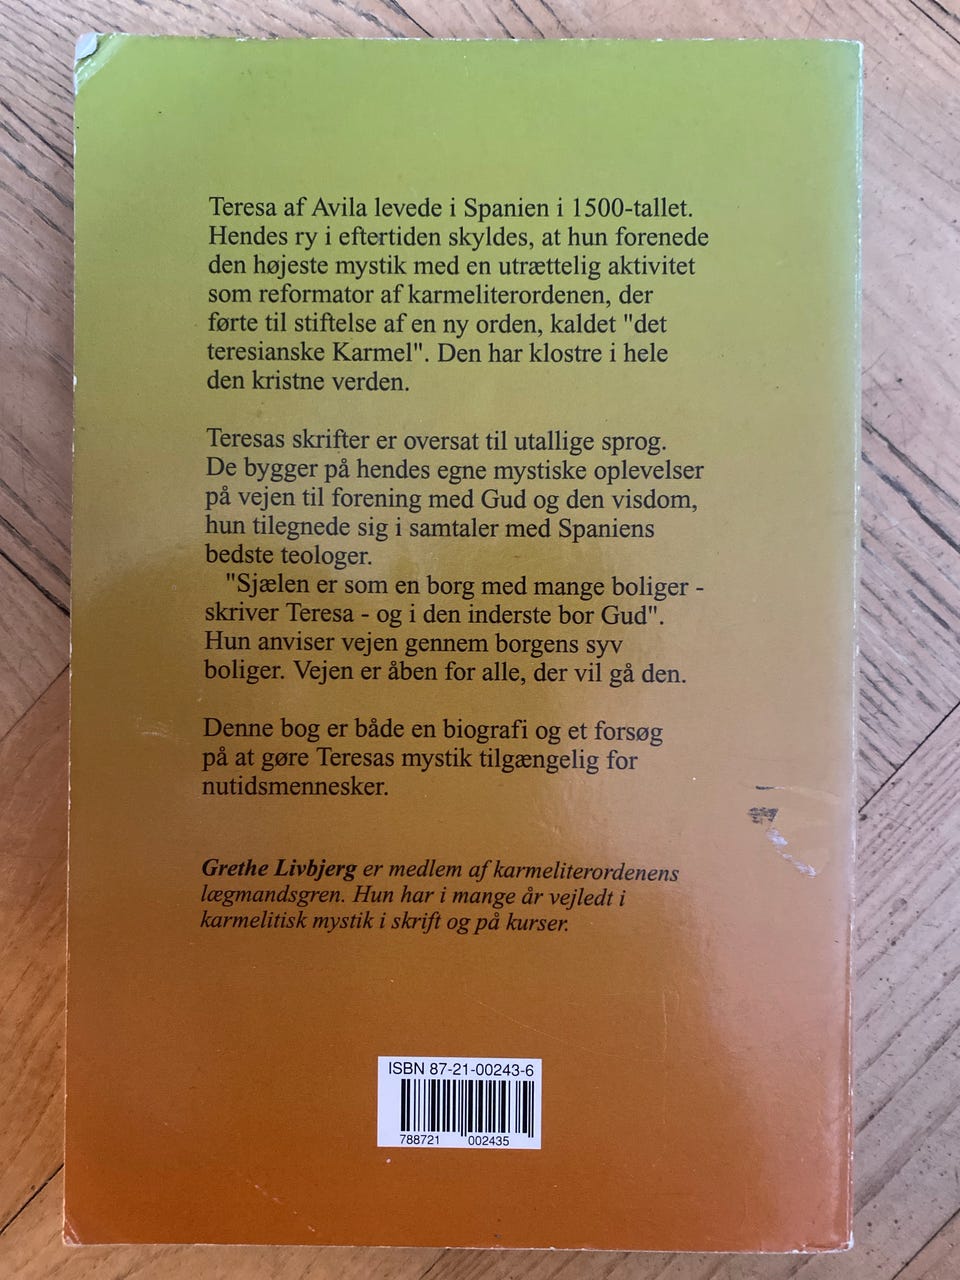 Teresa af Avila levede i Spanien i 1500-tallet.
Hendes ry i eftertiden skyldes, at hun forenede
den højeste mystik med en utrættelig aktivitet
som reformator af karmeliterordenen, der
førte til stiftelse af en ny orden, kaldet "det
teresianske Karmel". Den har klostre i hele
den kristne verden.
Teresas skrifter er oversat til utallige sprog.
De bygger på hendes egne mystiske oplevelser
på vejen til forening med Gud og den visdom,
hun tilegnede sig i samtaler med Spaniens
bedste teologer.
"Sjælen er som en borg med mange boliger -
skriver Teresa - og i den inderste bor Gud".
Hun anviser vejen gennem borgens syv
boliger. Vejen er åben for alle, der vil gå den.
Denne bog er både en biografi og et forsøg
på at gøre Teresas mystik tilgængelig for
nutidsmennesker.
Grethe Livbjerg er medlem af karmeliterordenens
lægmandsgren. Hun har i mange år vejledt i
karmelitisk mystik i skrift og på kurser.
ISBN 87-21-00243-6
788721 002435